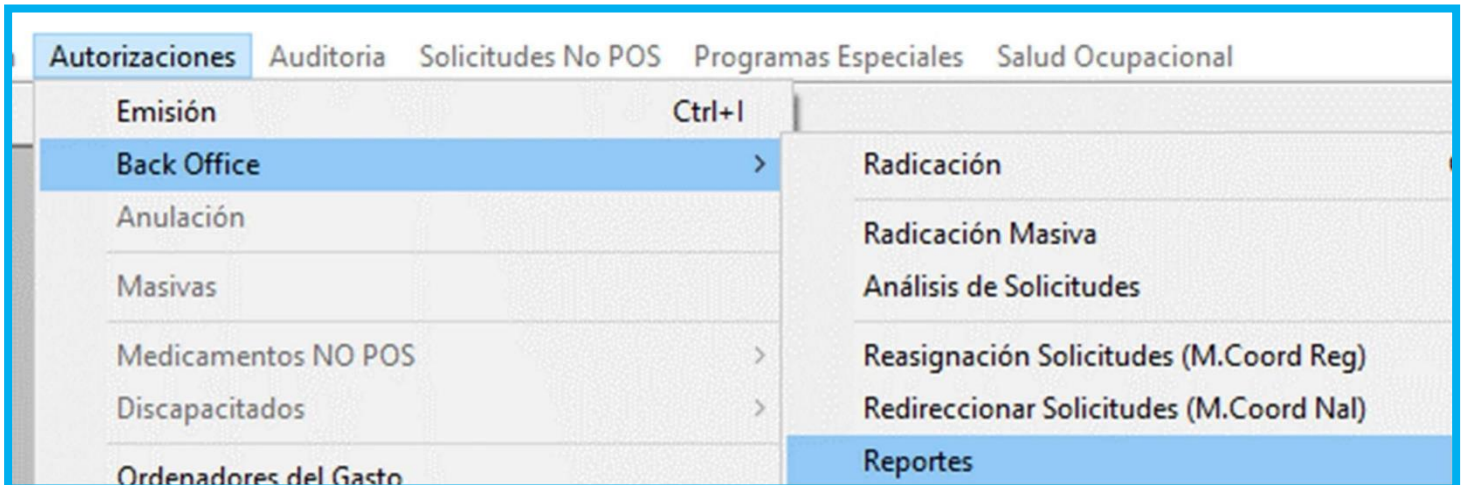 Autorizaciones Auditoria Solicitudes No POS Programas Especiales Salud Ocupacional
Emisión Ctrl+I
Back Office >
Radicación
Anulación
Radicación Masiva
Masivas
Análisis de Solicitudes
Medicamentos NO POS >
Reasignación Solicitudes (M.Coord Reg)
Discapacitados >
Redireccionar Solicitudes (M.Coord Nal)
Ordenadores del Gasto
Reportes